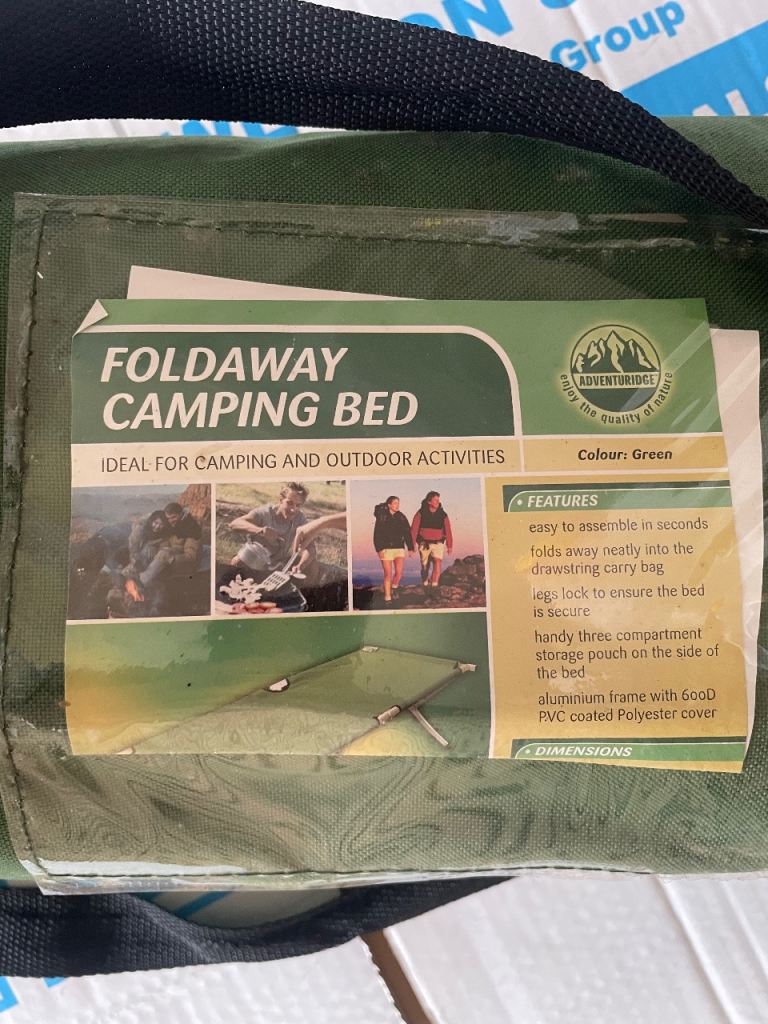 ON
Group
FOLDAWAY
CAMPING BED
ADVENTURIDGE
enjoy the quality of nature
IDEAL FOR CAMPING AND OUTDOOR ACTIVITIES
Colour: Green
• FEATURES
easy to assemble in seconds
folds away neatly into the
drawstring carry bag
legs lock to ensure the bed
is secure
handy three compartment
storage pouch on the side of
the bed
aluminium frame with 600D
PVC coated Polyester cover
• DIMENSIONS